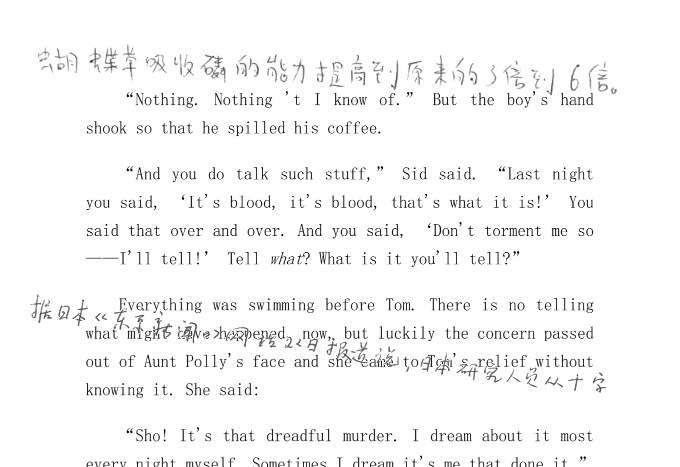 蝴蝶草吸收磷的能力提高到原来的3倍到6倍。
“Nothing. Nothing 't I know of.” But the boy's hand
shook so that he spilled his coffee.
“And you do talk such stuff,” Sid said. “Last night
you said, ‘It's blood, it's blood, that's what it is!’ You
said that over and over. And you said, ‘Don't torment me so
——I'll tell!’ Tell what? What is it you'll tell?”
Everything was swimming before Tom. There is no telling
据日本《东京新闻》网站2日报道说,日本研究人员从十字
what might have happened, now, but luckily the concern passed
out of Aunt Polly's face and she came to Tom's relief without
knowing it. She said:
“Sho! It's that dreadful murder. I dream about it most
every night myself. Sometimes I dream it's me that done it.”